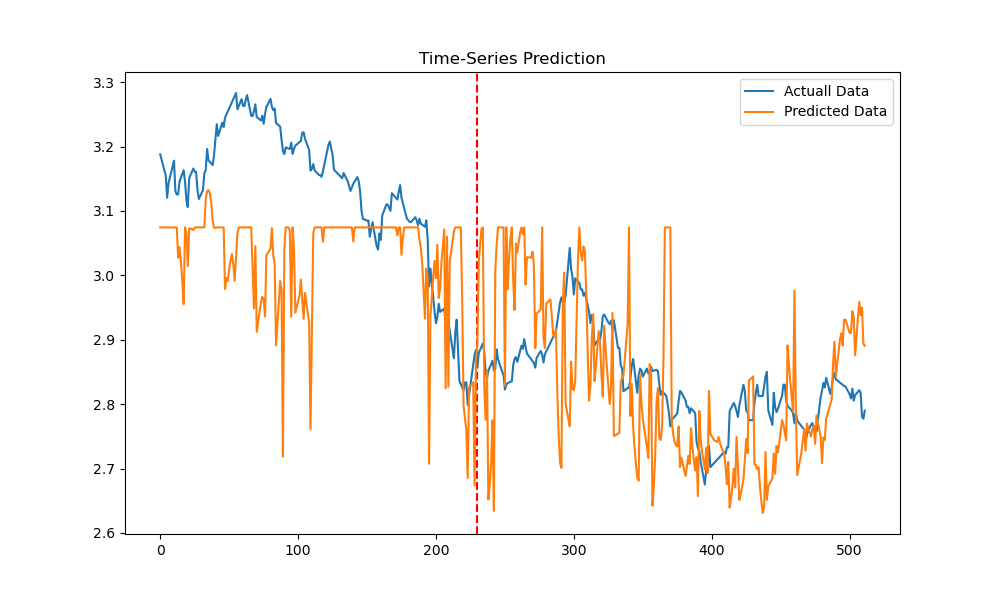 Time-Series Prediction
Actuall Data
Predicted Data
3.3
3.2
3.1
3.0
2.9
2.8
2.7
2.6
0 100 200 300 400 500